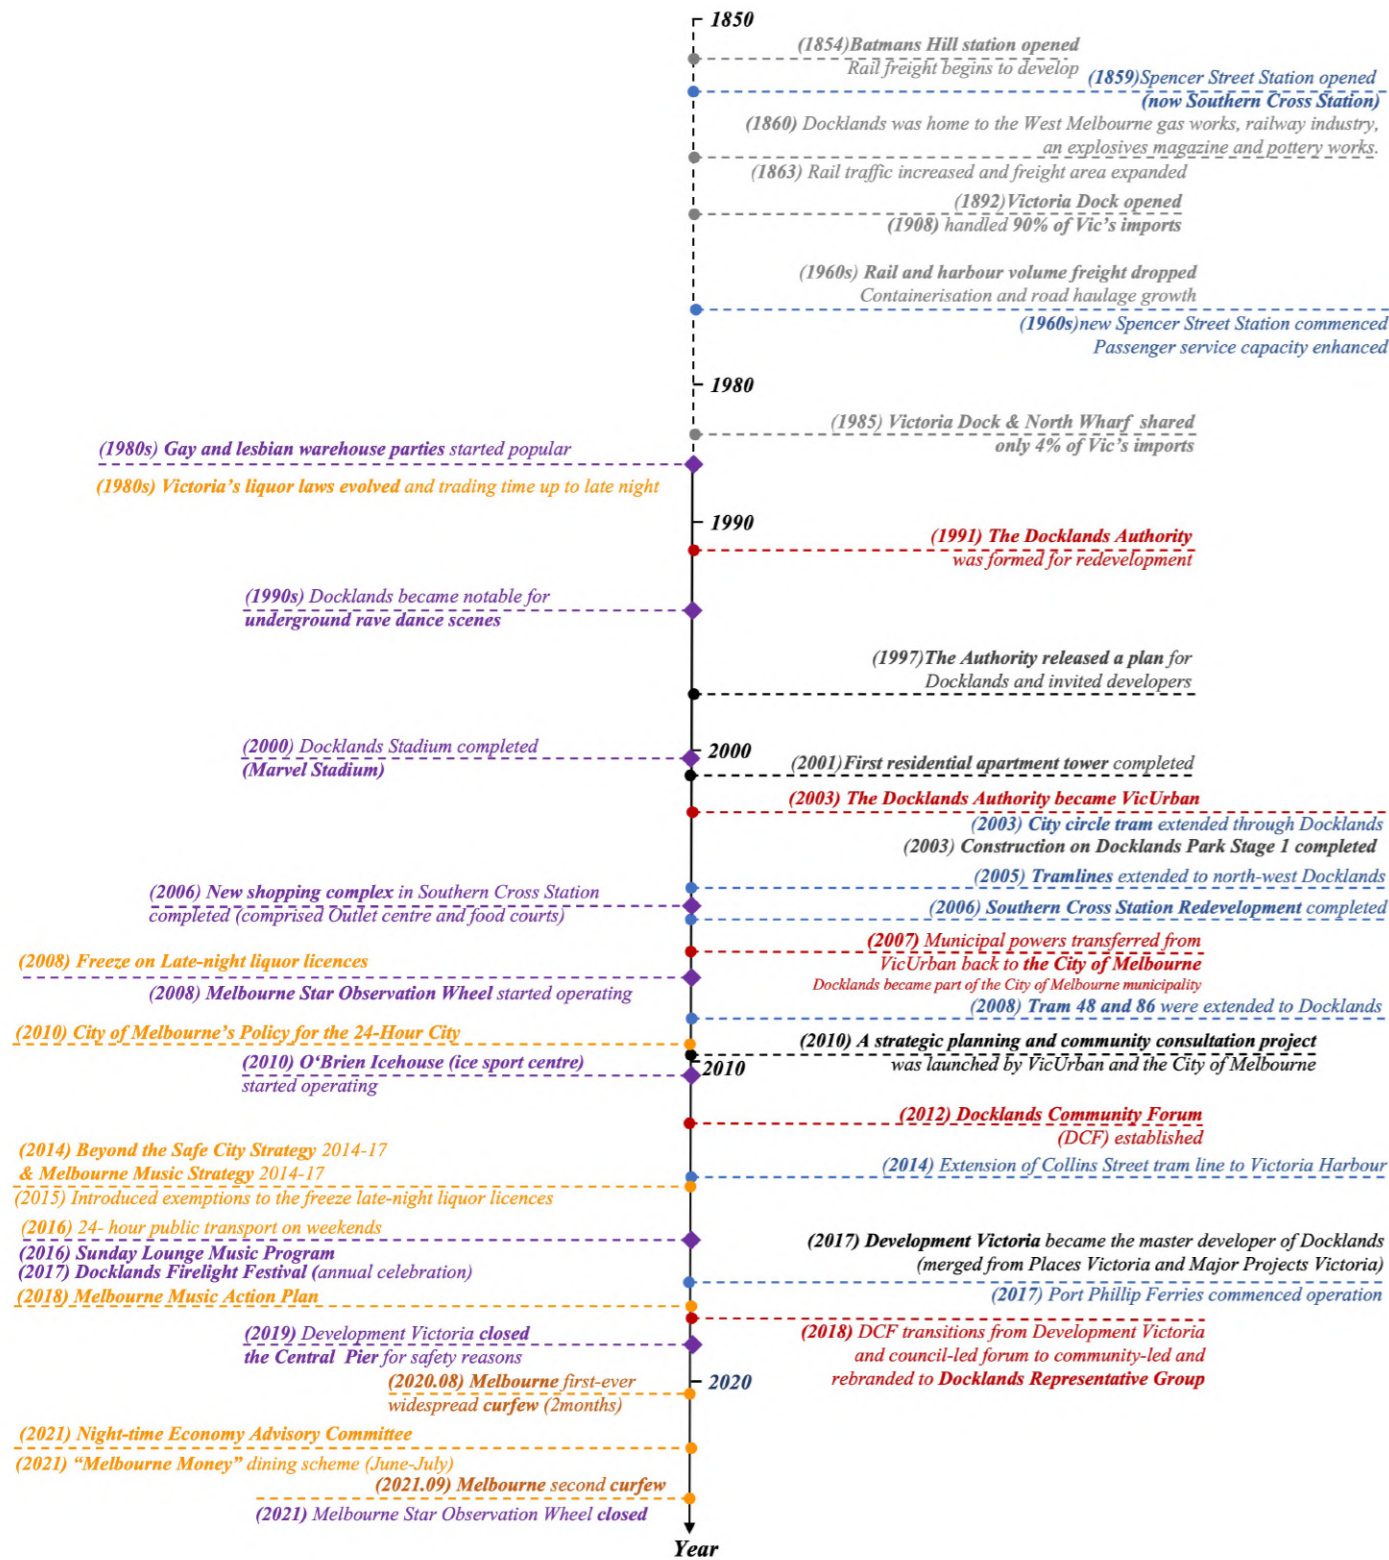 1850
(1854)Batmans Hill station opened
Rail freight begins to develop
(1859)Spencer Street Station opened
(now Southern Cross Station)
(1860) Docklands was home to the West Melbourne gas works, railway industry,
an explosives magazine and pottery works.
(1863) Rail traffic increased and freight area expanded
(1892)Victoria Dock opened
(1908) handled 90% of Vic's imports
(1960s) Rail and harbour volume freight dropped
Containerisation and road haulage growth
(1960s)new Spencer Street Station commenced
Passenger service capacity enhanced
1980
(1985) Victoria Dock & North Wharf shared
only 4% of Vic's imports
(1980s) Gay and lesbian warehouse parties started popular
(1980s) Victoria's liquor laws evolved and trading time up to late night
1990
(1991) The Docklands Authority
was formed for redevelopment
(1990s) Docklands became notable for
underground rave dance scenes
(1997)The Authority released a plan for
Docklands and invited developers
(2000) Docklands Stadium completed
(Marvel Stadium)
2000
(2001)First residential apartment tower completed
(2003) The Docklands Authority became VicUrban
(2003) City circle tram extended through Docklands
(2003) Construction on Docklands Park Stage 1 completed
(2005) Tramlines extended to north-west Docklands
(2006) New shopping complex in Southern Cross Station
completed (comprised Outlet centre and food courts)
(2006) Southern Cross Station Redevelopment completed
(2007) Municipal powers transferred from
VicUrban back to the City of Melbourne
Docklands became part of the City of Melbourne municipality
(2008) Freeze on Late-night liquor licences
(2008) Melbourne Star Observation Wheel started operating
(2008) Tram 48 and 86 were extended to Docklands
(2010) City of Melbourne's Policy for the 24-Hour City
(2010) A strategic planning and community consultation project
was launched by VicUrban and the City of Melbourne
(2010) O‘Brien Icehouse (ice sport centre)
started operating
2010
(2012) Docklands Community Forum
(DCF) established
(2014) Beyond the Safe City Strategy 2014-17
& Melbourne Music Strategy 2014-17
(2014) Extension of Collins Street tram line to Victoria Harbour
(2015) Introduced exemptions to the freeze late-night liquor licences
(2016) 24- hour public transport on weekends
(2016) Sunday Lounge Music Program
(2017) Docklands Firelight Festival (annual celebration)
(2017) Development Victoria became the master developer of Docklands
(merged from Places Victoria and Major Projects Victoria)
(2017) Port Phillip Ferries commenced operation
(2018) Melbourne Music Action Plan
(2018) DCF transitions from Development Victoria
and council-led forum to community-led and
rebranded to Docklands Representative Group
(2019) Development Victoria closed
the Central Pier for safety reasons
2020
(2020.08) Melbourne first-ever
widespread curfew (2months)
(2021) Night-time Economy Advisory Committee
(2021) “Melbourne Money” dining scheme (June-July)
(2021.09) Melbourne second curfew
(2021) Melbourne Star Observation Wheel closed
Year